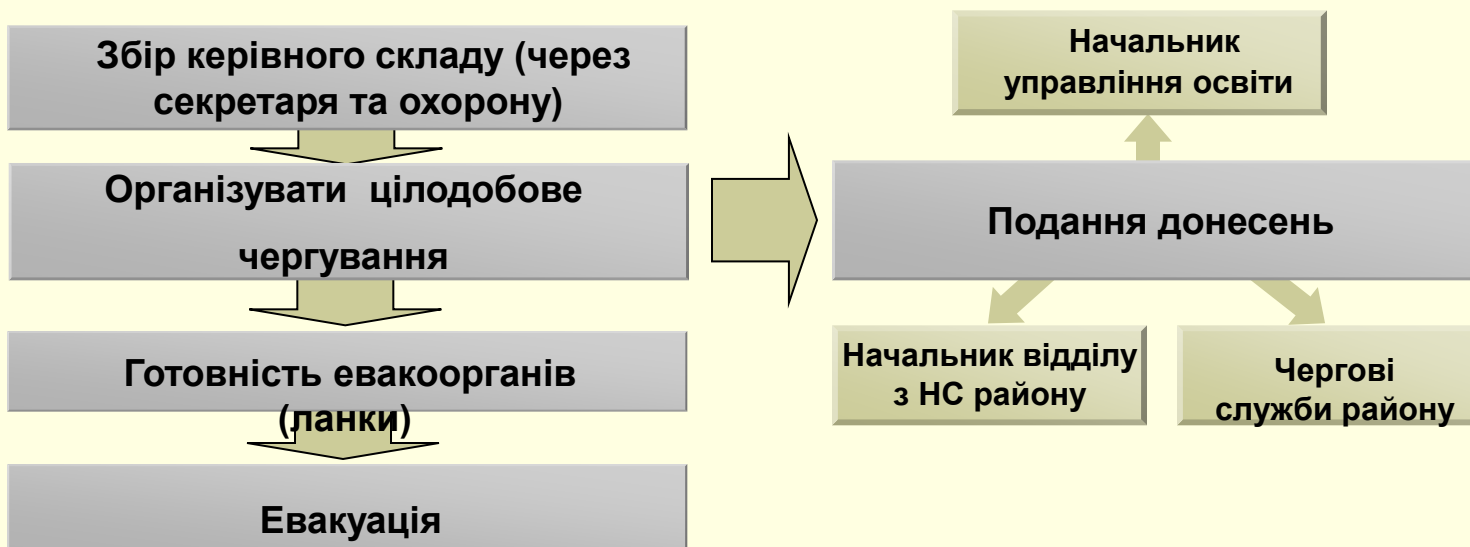 Збір керівного складу (через
секретаря та охорону)
Організувати цілодобове
чергування
Готовність евакоорганів
(ланки)
Евакуація
Начальник
управління освіти
Подання донесень
Начальник відділу
з НС району
Чергові
служби району